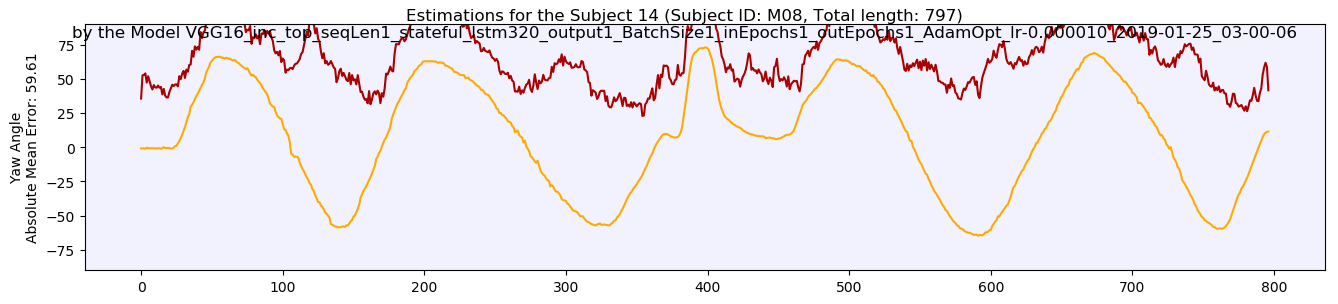 Estimations for the Subject 14 (Subject ID: M08, Total length: 797)
by the Model VGG16_inc_top_seqLen1_stateful_lstm320_output1_BatchSize1_inEpochs1_outEpochs1_AdamOpt_lr-0.000010_2019-01-25_03-00-06
Yaw Angle
Absolute Mean Error: 59.61
75
50
25
0
−25
−50
−75
0 100 200 300 400 500 600 700 800